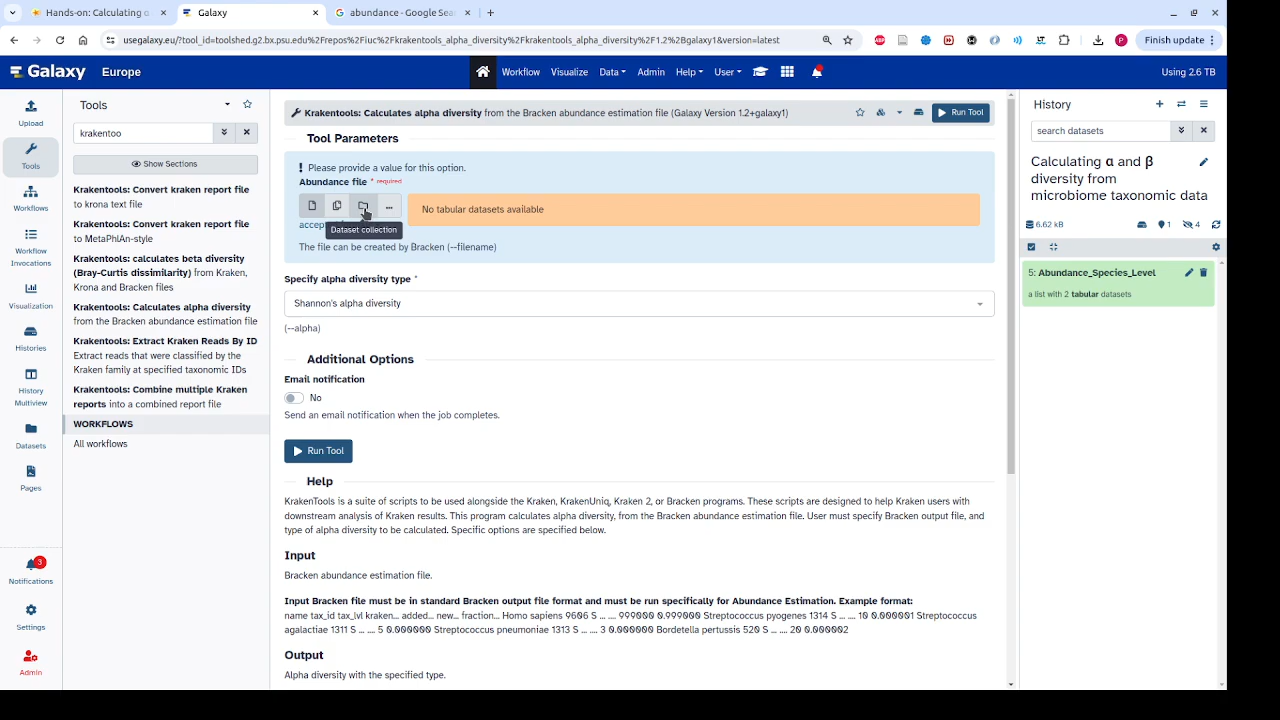 Hands-on: Calculating α
Galaxy
abundance - Google Sea
usegalaxy.eu/?tool_id=toolshed.g2.bx.psu.edu%2Frepos%2Fiuc%2Fkrakentools_alpha_diversity%2Fkrakentools_alpha_diversity%2F1.2%2Bgalaxy1&version=latest
Finish update
Galaxy Europe
Workflow
Visualize
Data
Admin
Help
User
Using 2.6 TB
Upload
Tools
Workflows
Workflow
Invocations
Visualization
Histories
History
Multiview
Datasets
Pages
3
Notifications
Settings
Admin
Tools
krakentoo
Show Sections
Krakentools: Convert kraken report file
to krona text file
Krakentools: Convert kraken report file
to MetaPhlAn-style
Krakentools: calculates beta diversity
(Bray-Curtis dissimilarity) from Kraken,
Krona and Bracken files
Krakentools: Calculates alpha diversity
from the Bracken abundance estimation file
Krakentools: Extract Kraken Reads By ID
Extract reads that were classified by the
Kraken family at specified taxonomic IDs
Krakentools: Combine multiple Kraken
reports into a combined report file
WORKFLOWS
All workflows
Krakentools: Calculates alpha diversity from the Bracken abundance estimation file (Galaxy Version 1.2+galaxy1)
Run Tool
Tool Parameters
Please provide a value for this option.
Abundance file * required
No tabular datasets available
accep
Dataset collection
The file can be created by Bracken (--filename)
Specify alpha diversity type *
Shannon's alpha diversity
(--alpha)
Additional Options
Email notification
No
Send an email notification when the job completes.
Run Tool
Help
KrakenTools is a suite of scripts to be used alongside the Kraken, KrakenUniq, Kraken 2, or Bracken programs. These scripts are designed to help Kraken users with
downstream analysis of Kraken results. This program calculates alpha diversity, from the Bracken abundance estimation file. User must specify Bracken output file, and
type of alpha diversity to be calculated. Specific options are specified below.
Input
Bracken abundance estimation file.
Input Bracken file must be in standard Bracken output file format and must be run specifically for Abundance Estimation. Example format:
name tax_id tax_lvl kraken... added... new... fraction... Homo sapiens 9606 S ... .... 999000 0.999000 Streptococcus pyogenes 1314 S ... .... 10 0.000001 Streptococcus
agalactiae 1311 S ... .... 5 0.000000 Streptococcus pneumoniae 1313 S ... .... 3 0.000000 Bordetella pertussis 520 S ... .... 20 0.000002
Output
Alpha diversity with the specified type.
History
search datasets
Calculating α and β
diversity from
microbiome taxonomic data
6.62 kB
1
4
5: Abundance_Species_Level
a list with 2 tabular datasets